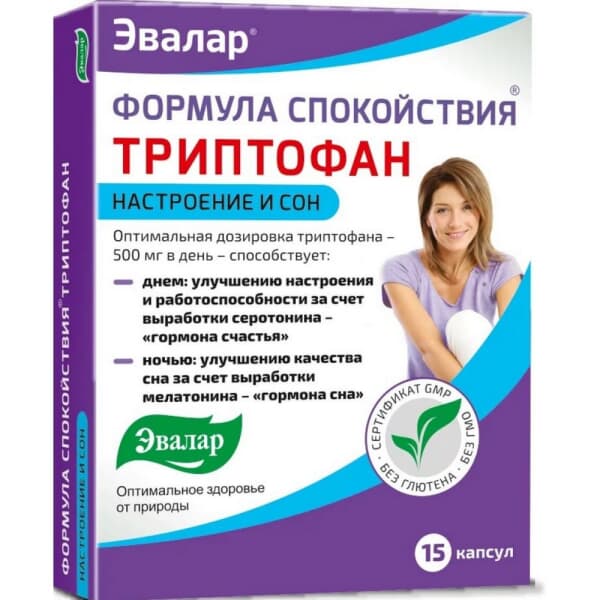 Эвалар®
ФОРМУЛА СПОКОЙСТВИЯ®
ТРИПТОФАН
НАСТРОЕНИЕ И СОН
Оптимальная дозировка триптофана –
500 мг в день – способствует:
– днем: улучшению настроения
и работоспособности за счет
выработки серотонина –
«гормона счастья»
– ночью: улучшению качества
сна за счет выработки
мелатонина – «гормона сна»
Эвалар
Оптимальное здоровье
от природы
СЕРТИФИКАТ GMP
· БЕЗ ГЛЮТЕНА · БЕЗ ГМО
15 капсул
Эвалар
ФОРМУЛА СПОКОЙСТВИЯ® ТРИПТОФАН
НАСТРОЕНИЕ И СОН